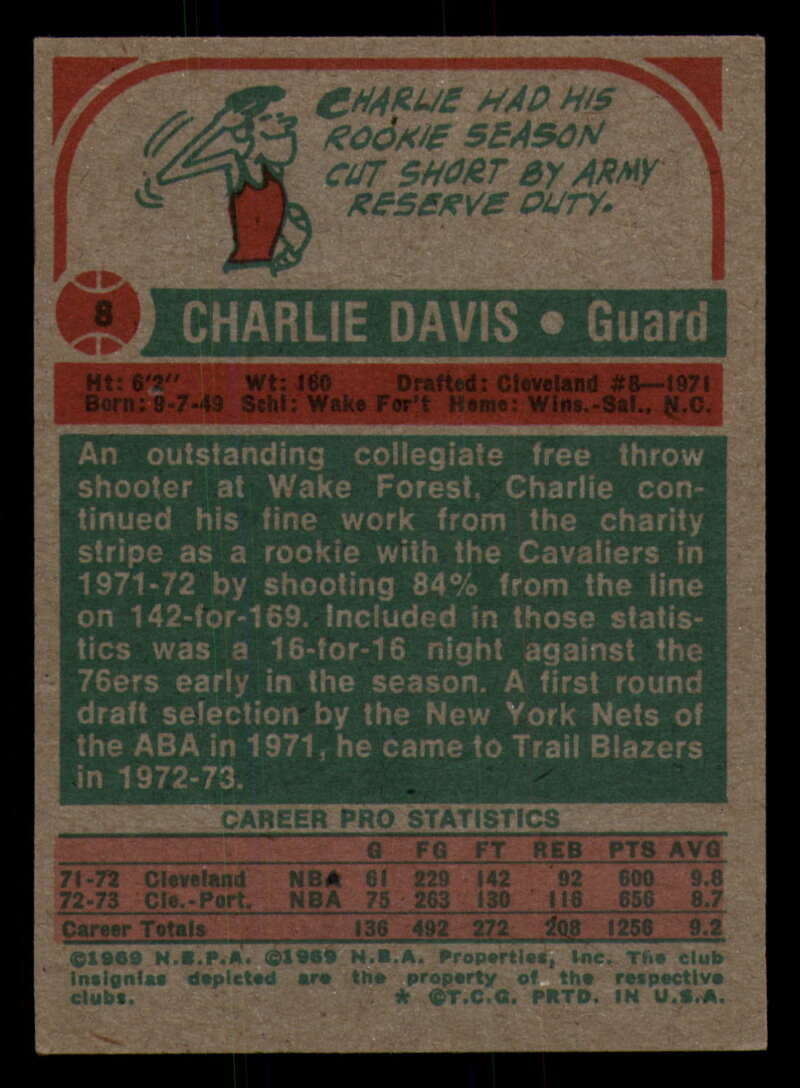 CHARLIE HAD HIS
ROOKIE SEASON
CUT SHORT BY ARMY
RESERVE DUTY.
8 CHARLIE DAVIS • Guard
Ht: 6'2" Wt: 160 Drafted: Cleveland #8—1971
Born: 9-7-49 Schl: Wake For't Home: Wins.-Sal., N.C.
An outstanding collegiate free throw
shooter at Wake Forest, Charlie con-
tinued his fine work from the charity
stripe as a rookie with the Cavaliers in
1971-72 by shooting 84% from the line
on 142-for-169. Included in those statis-
tics was a 16-for-16 night against the
76ers early in the season. A first round
draft selection by the New York Nets of
the ABA in 1971, he came to Trail Blazers
in 1972-73.
CAREER PRO STATISTICS
G FG FT REB PTS AVG
71-72 Cleveland NBA 61 229 142 92 600 9.8
72-73 Cle.-Port. NBA 75 263 130 116 656 8.7
Career Totals 136 492 272 208 1256 9.2
©1969 N.B.P.A. ©1969 N.B.A. Properties, Inc. The club
insignias depicted are the property of the respective
clubs. * ©T.C.G. PRTD. IN U.S.A.